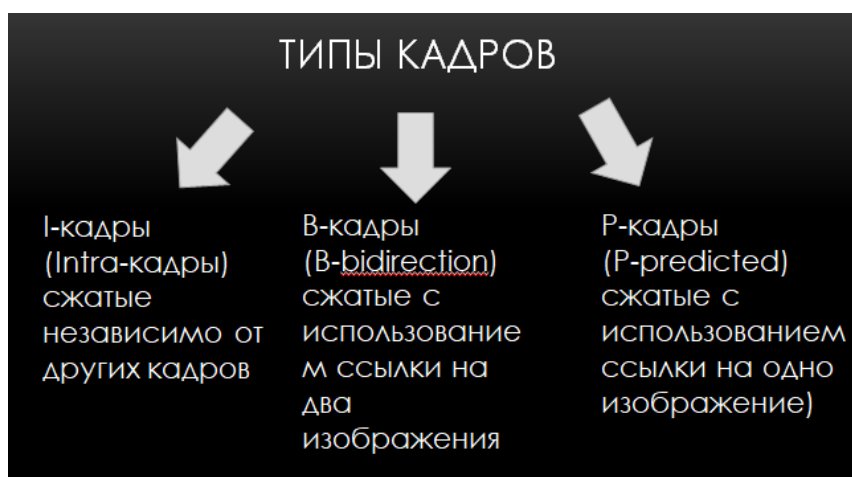 ТИПЫ КАДРОВ
I-кадры
(Intra-кадры)
сжатые
независимо от
других кадров
B-кадры
(B-bidirection)
сжатые с
использование
м ссылки на
два
изображения
P-кадры
(P-predicted)
сжатые с
использованием
ссылки на одно
изображение)